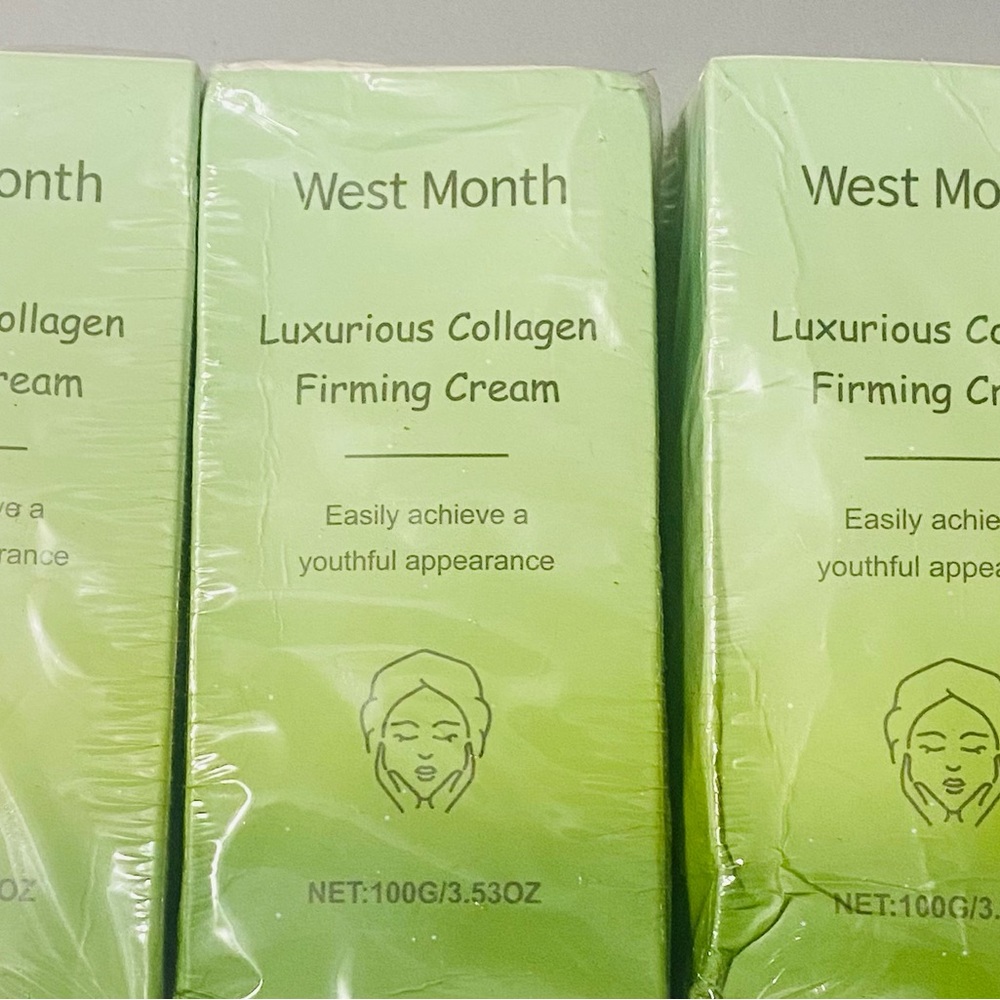 onth
ollagen
ream
ve a
rance
OZ
West Month
Luxurious Collagen
Firming Cream
Easily achieve a
youthful appearance
NET:100G/3.53OZ
West Mo
Luxurious Co
Firming Cr
Easily achie
youthful appea
NET:100G/3.